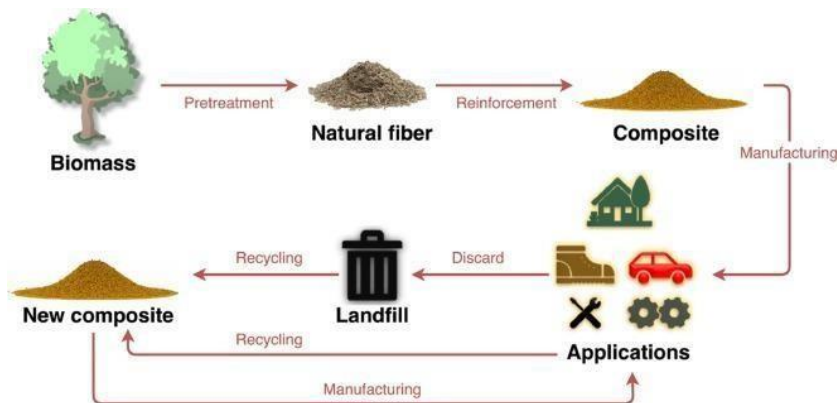 Pretreatment
Reinforcement
Natural fiber
Composite
Biomass
Manufacturing
Recycling
Discard
New composite
Landfill
Recycling
Applications
Manufacturing